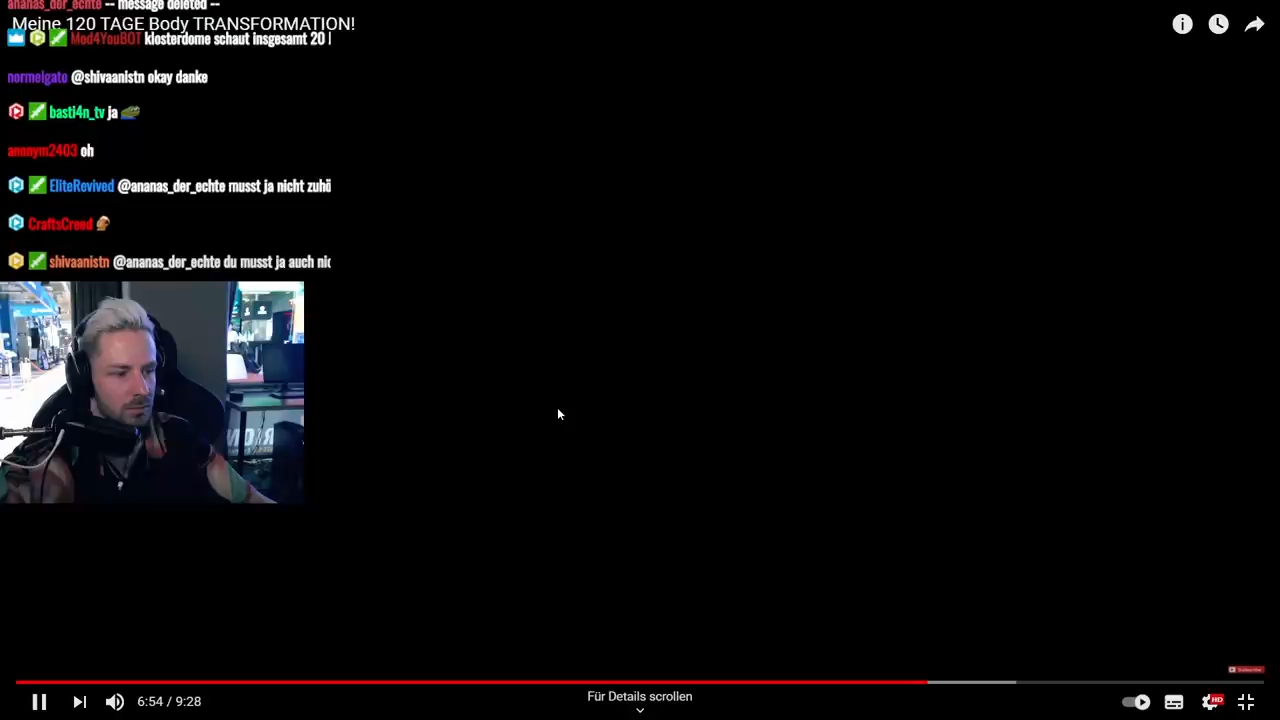 ananas_der_echte -- message deleted --
Meine 120 TAGE Body TRANSFORMATION!
Mod4YouBOT klosterdome schaut insgesamt 20
normelgato @shivaanistn okay danke
basti4n_tv ja
anonym2403 oh
EliteRevived @ananas_der_echte musst ja nicht zuhö
CraftsCreed
shivaanistn @ananas_der_echte du musst ja auch nic
6:54 / 9:28
Für Details scrollen
HD